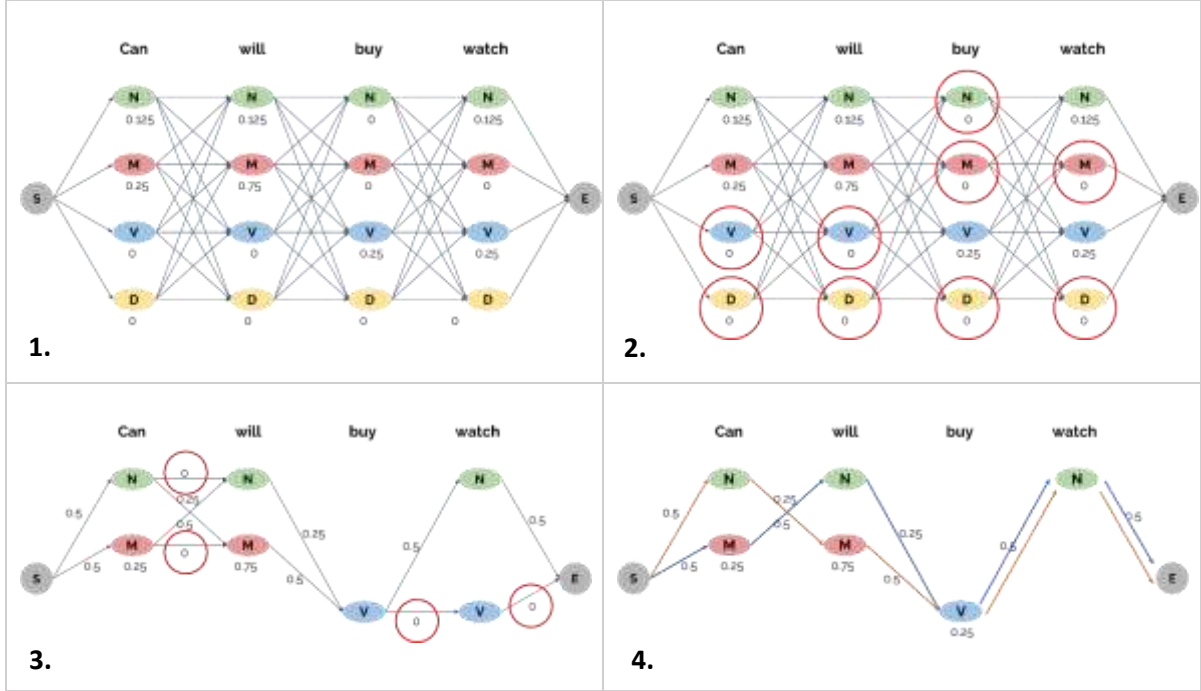 Can will buy watch
N N N N
0.125 0.125 0 0.125
M M M M
0.25 0.75 0 0
S E
V V V V
0 0 0.25 0.25
D D D D
0 0 0 0
1.
Can will buy watch
N N N N
0.125 0.125 0 0.125
M M M M
0.25 0.75 0 0
S E
V V V V
0 0 0.25 0.25
D D D D
0 0 0 0
2.
Can will buy watch
N 0 N N
0.25
0.5 0.5 0.25 0.5 0.5
M 0 M
0.5 0.25 0.75 0.5
S E
V 0 V 0
3.
Can will buy watch
N N N
0.25
0.5 0.5 0.25 0.5
M M
0.5 0.25 0.75 0.5 0.5
S E
V
0.25
4.